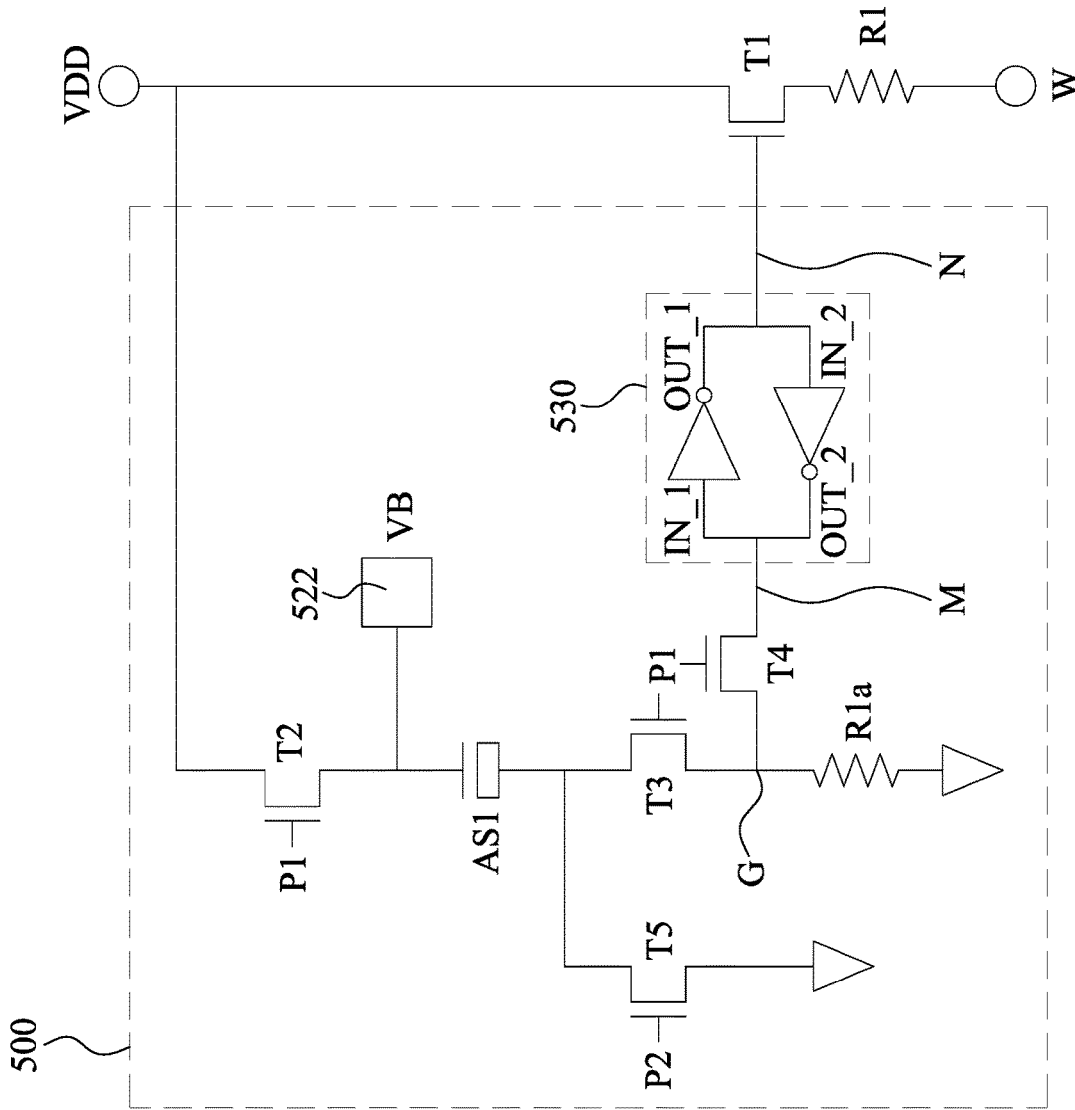 500
VDD
P1
T2
522
VB
AS1
530
OUT_1
IN_1
IN_2
OUT_2
T1
R1
W
N
M
P1
T4
T3
R1a
G
T5
P2